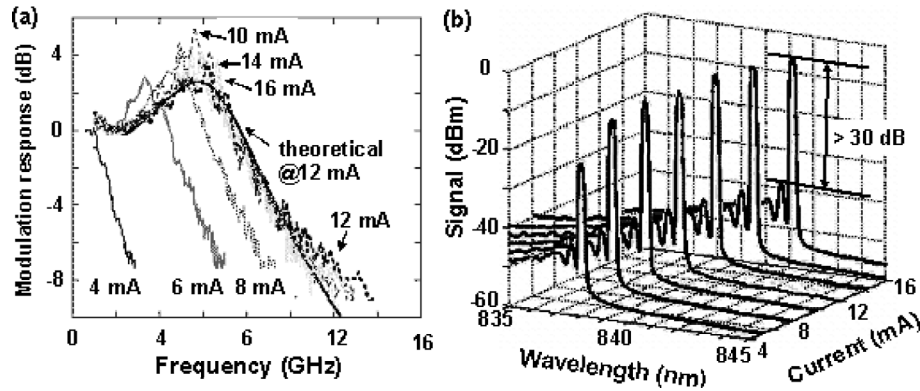 (a)
Modulation response (dB)
4
0
-4
-8
0
4
8
12
16
Frequency (GHz)
10 mA
14 mA
16 mA
theoretical
@12 mA
12 mA
4 mA
6 mA
8 mA
(b)
Signal (dBm)
0
-20
-40
-60
835
840
845
Wavelength (nm)
4
8
12
16
Current (mA)
> 30 dB